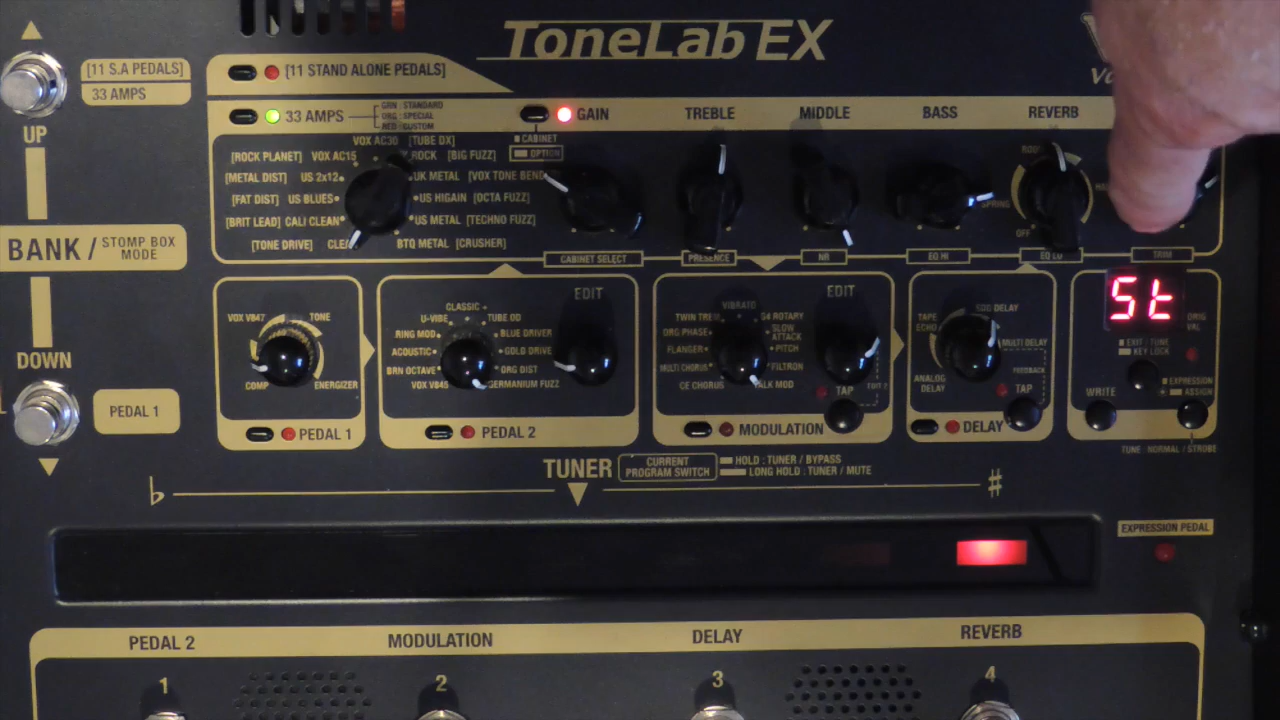 ToneLab EX
[11 S.A PEDALS]
33 AMPS
UP
BANK / STOMP BOX MODE
DOWN
PEDAL 1
[11 STAND ALONE PEDALS]
33 AMPS
GRN : STANDARD
ORG : SPECIAL
RED : CUSTOM
GAIN
TREBLE
MIDDLE
BASS
REVERB
CABINET
OPTION
VOX AC30 [TUBE DX]
[ROCK PLANET] VOX AC15
ROCK [BIG FUZZ]
[METAL DIST] US 2x12
UK METAL [VOX TONE BEND
[FAT DIST] US BLUES
US HIGAIN [OCTA FUZZ]
[BRIT LEAD] CALI CLEAN
US METAL [TECHNO FUZZ]
[TONE DRIVE]
BTQ METAL [CRUSHER]
SPRING
OFF
CABINET SELECT
PRESENCE
NR
EQ HI
EQ LO
TRIM
VOX V847
TONE
COMP
ENERGIZER
PEDAL 1
CLASSIC
U-VIBE
TUBE OD
RING MOD
BLUE DRIVER
ACOUSTIC
GOLD DRIVE
BRN OCTAVE
ORG DIST
VOX V845
GERMANIUM FUZZ
EDIT
PEDAL 2
VIBRATO
TWIN TREM
G4 ROTARY
ORG PHASE
SLOW ATTACK
FLANGER
PITCH
MULTI CHORUS
FILTRON
CE CHORUS
TALK MOD
EDIT
TAP
MODULATION
SDD DELAY
TAPE ECHO
MULTI DELAY
ANALOG DELAY
FEEDBACK
TAP
DELAY
St
ORIG VAL
EXIT / TUNE
KEY LOCK
WRITE
EXPRESSION
ASSIGN
TUNE : NORMAL / STROBE
TUNER
CURRENT PROGRAM SWITCH
HOLD : TUNER / BYPASS
LONG HOLD : TUNER / MUTE
♭
♯
EXPRESSION PEDAL
PEDAL 2
MODULATION
DELAY
REVERB
1
2
3
4